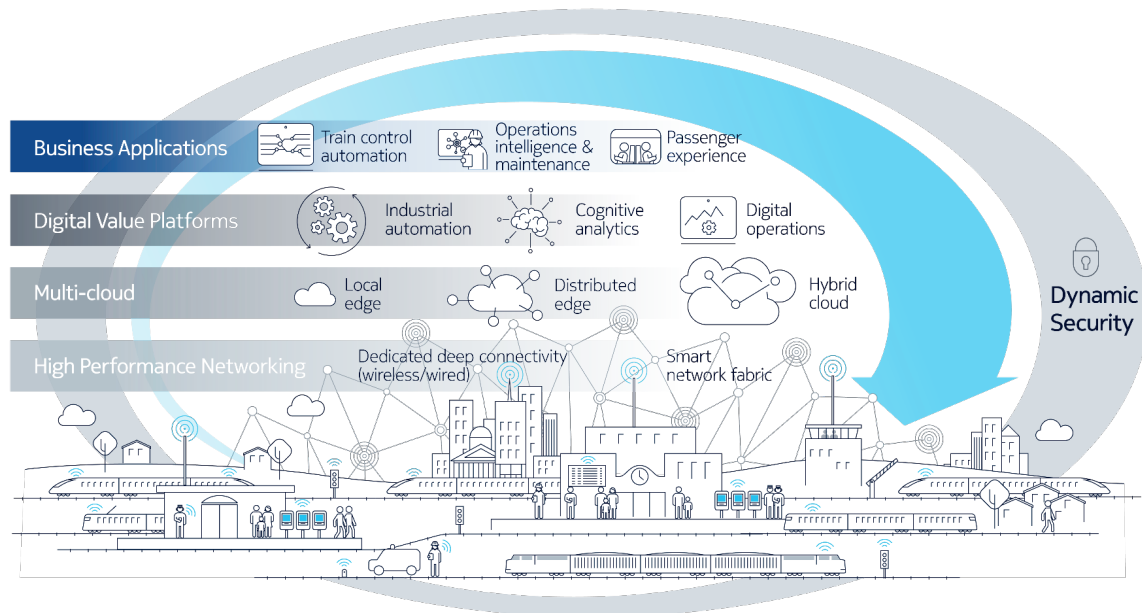 Business Applications
Train control
automation
Operations
intelligence &
maintenance
Passenger
experience
Digital Value Platforms
Industrial
automation
Cognitive
analytics
Digital
operations
Multi-cloud
Local
edge
Distributed
edge
Hybrid
cloud
Dynamic
Security
High Performance Networking
Dedicated deep connectivity
(wireless/wired)
Smart
network fabric